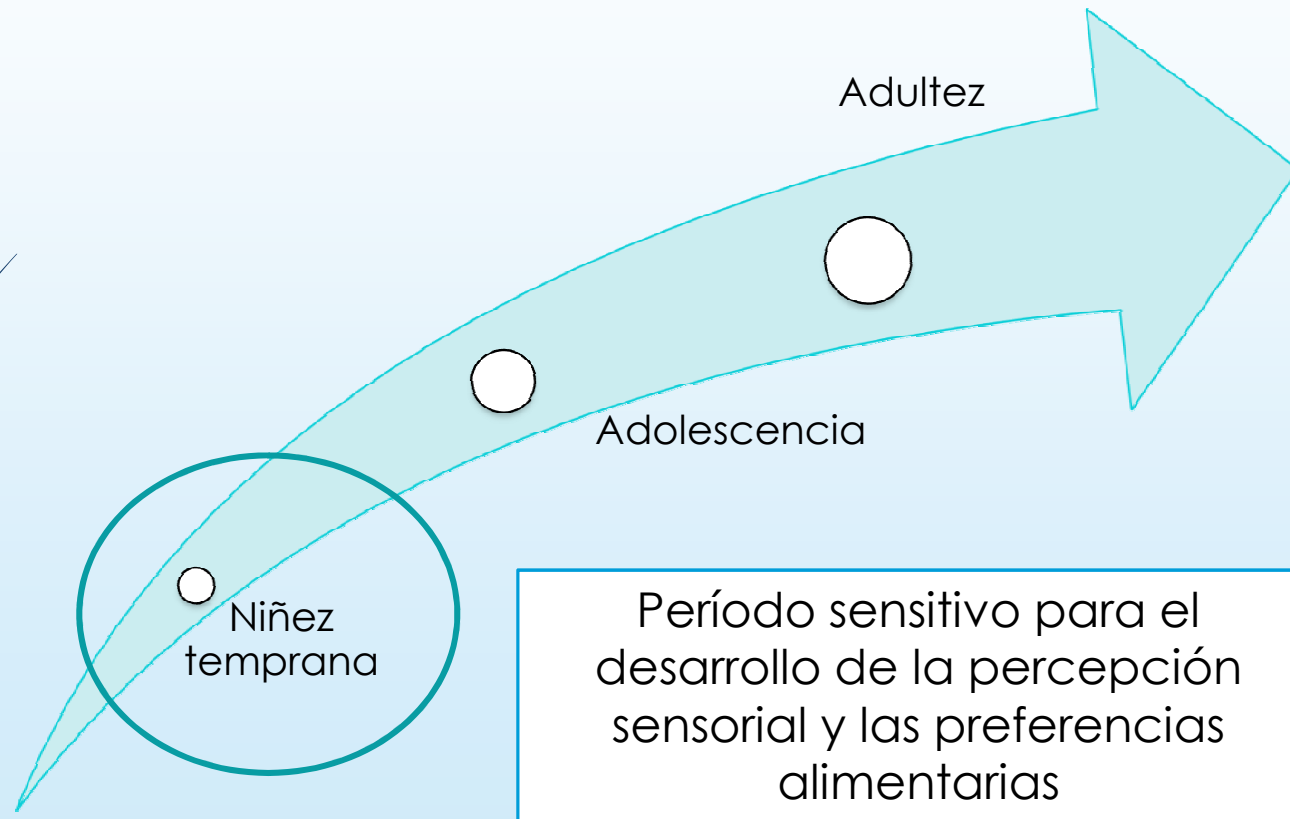 Adultez
Adolescencia
Niñez
temprana
Período sensitivo para el
desarrollo de la percepción
sensorial y las preferencias
alimentarias